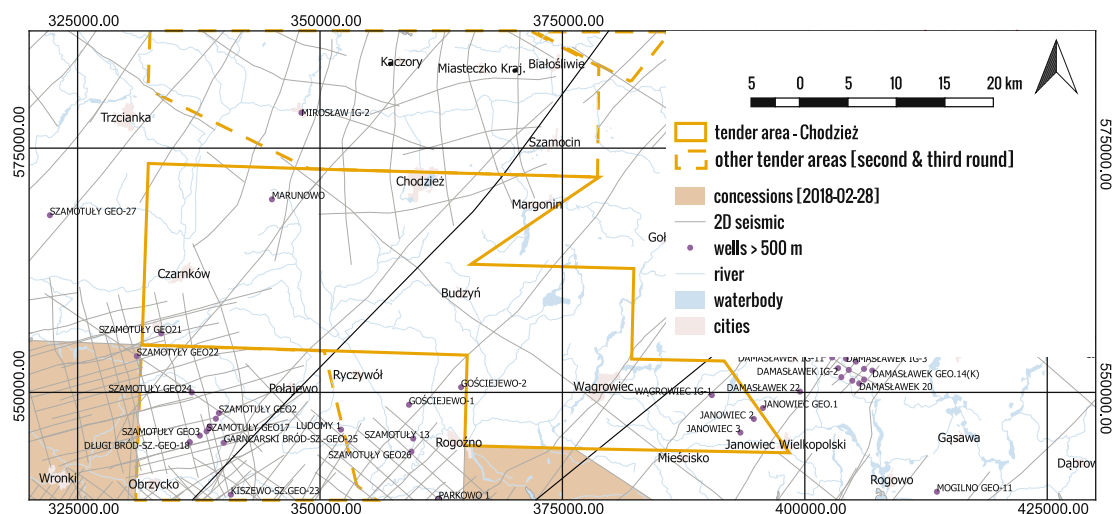 325000.00
350000.00
375000.00
Kaczory
Miasteczko Kraj.
Białośliwie
5 0 5 10 15 20 km
Trzcianka
MIROSŁAW IG-2
575000.00
575000.00
Szamocin
tender area - Chodzież
other tender areas [second & third round]
Chodzież
concessions [2018-02-28]
MARUNOWO
Margonin
SZAMOTUŁY GEO-27
2D seismic
Goł
wells > 500 m
Czarnków
river
Budzyń
waterbody
cities
SZAMOTUŁY GEO21
SZAMOTYŁY GEO22
DAMASŁAWEK IG-11
DAMASŁAWEK IG-3
DAMASŁAWEK IG-2
DAMASŁAWEK GEO.14(K)
Ryczywół
SZAMOTUŁY GEO24
Połajewo
GOŚCIEJEWO-2
Wągrowiec
WĄGROWIEC IG-1
DAMASŁAWEK 22
DAMASŁAWEK 20
550000.00
550000.00
GOŚCIEJEWO-1
JANOWIEC GEO.1
SZAMOTUŁY GEO2
JANOWIEC 2
SZAMOTUŁY GEO3
SZAMOTUŁY GEO17
LUDOMY 1
SZAMOTUŁY 13
JANOWIEC 3
DŁUGI BRÓD-SZ.-GEO-18
GARNCARSKI BRÓD-SZ.-GEO-25
Rogoźno
Janowiec Wielkopolski
Gąsawa
SZAMOTUŁY GEO20
Mieścisko
Dąbrow
Wronki
Obrzycko
KISZEWO-SZ.GEO-23
PARKOWO 1
Rogowo
MOGILNO GEO-11
325000.00
350000.00
375000.00
400000.00
425000.00